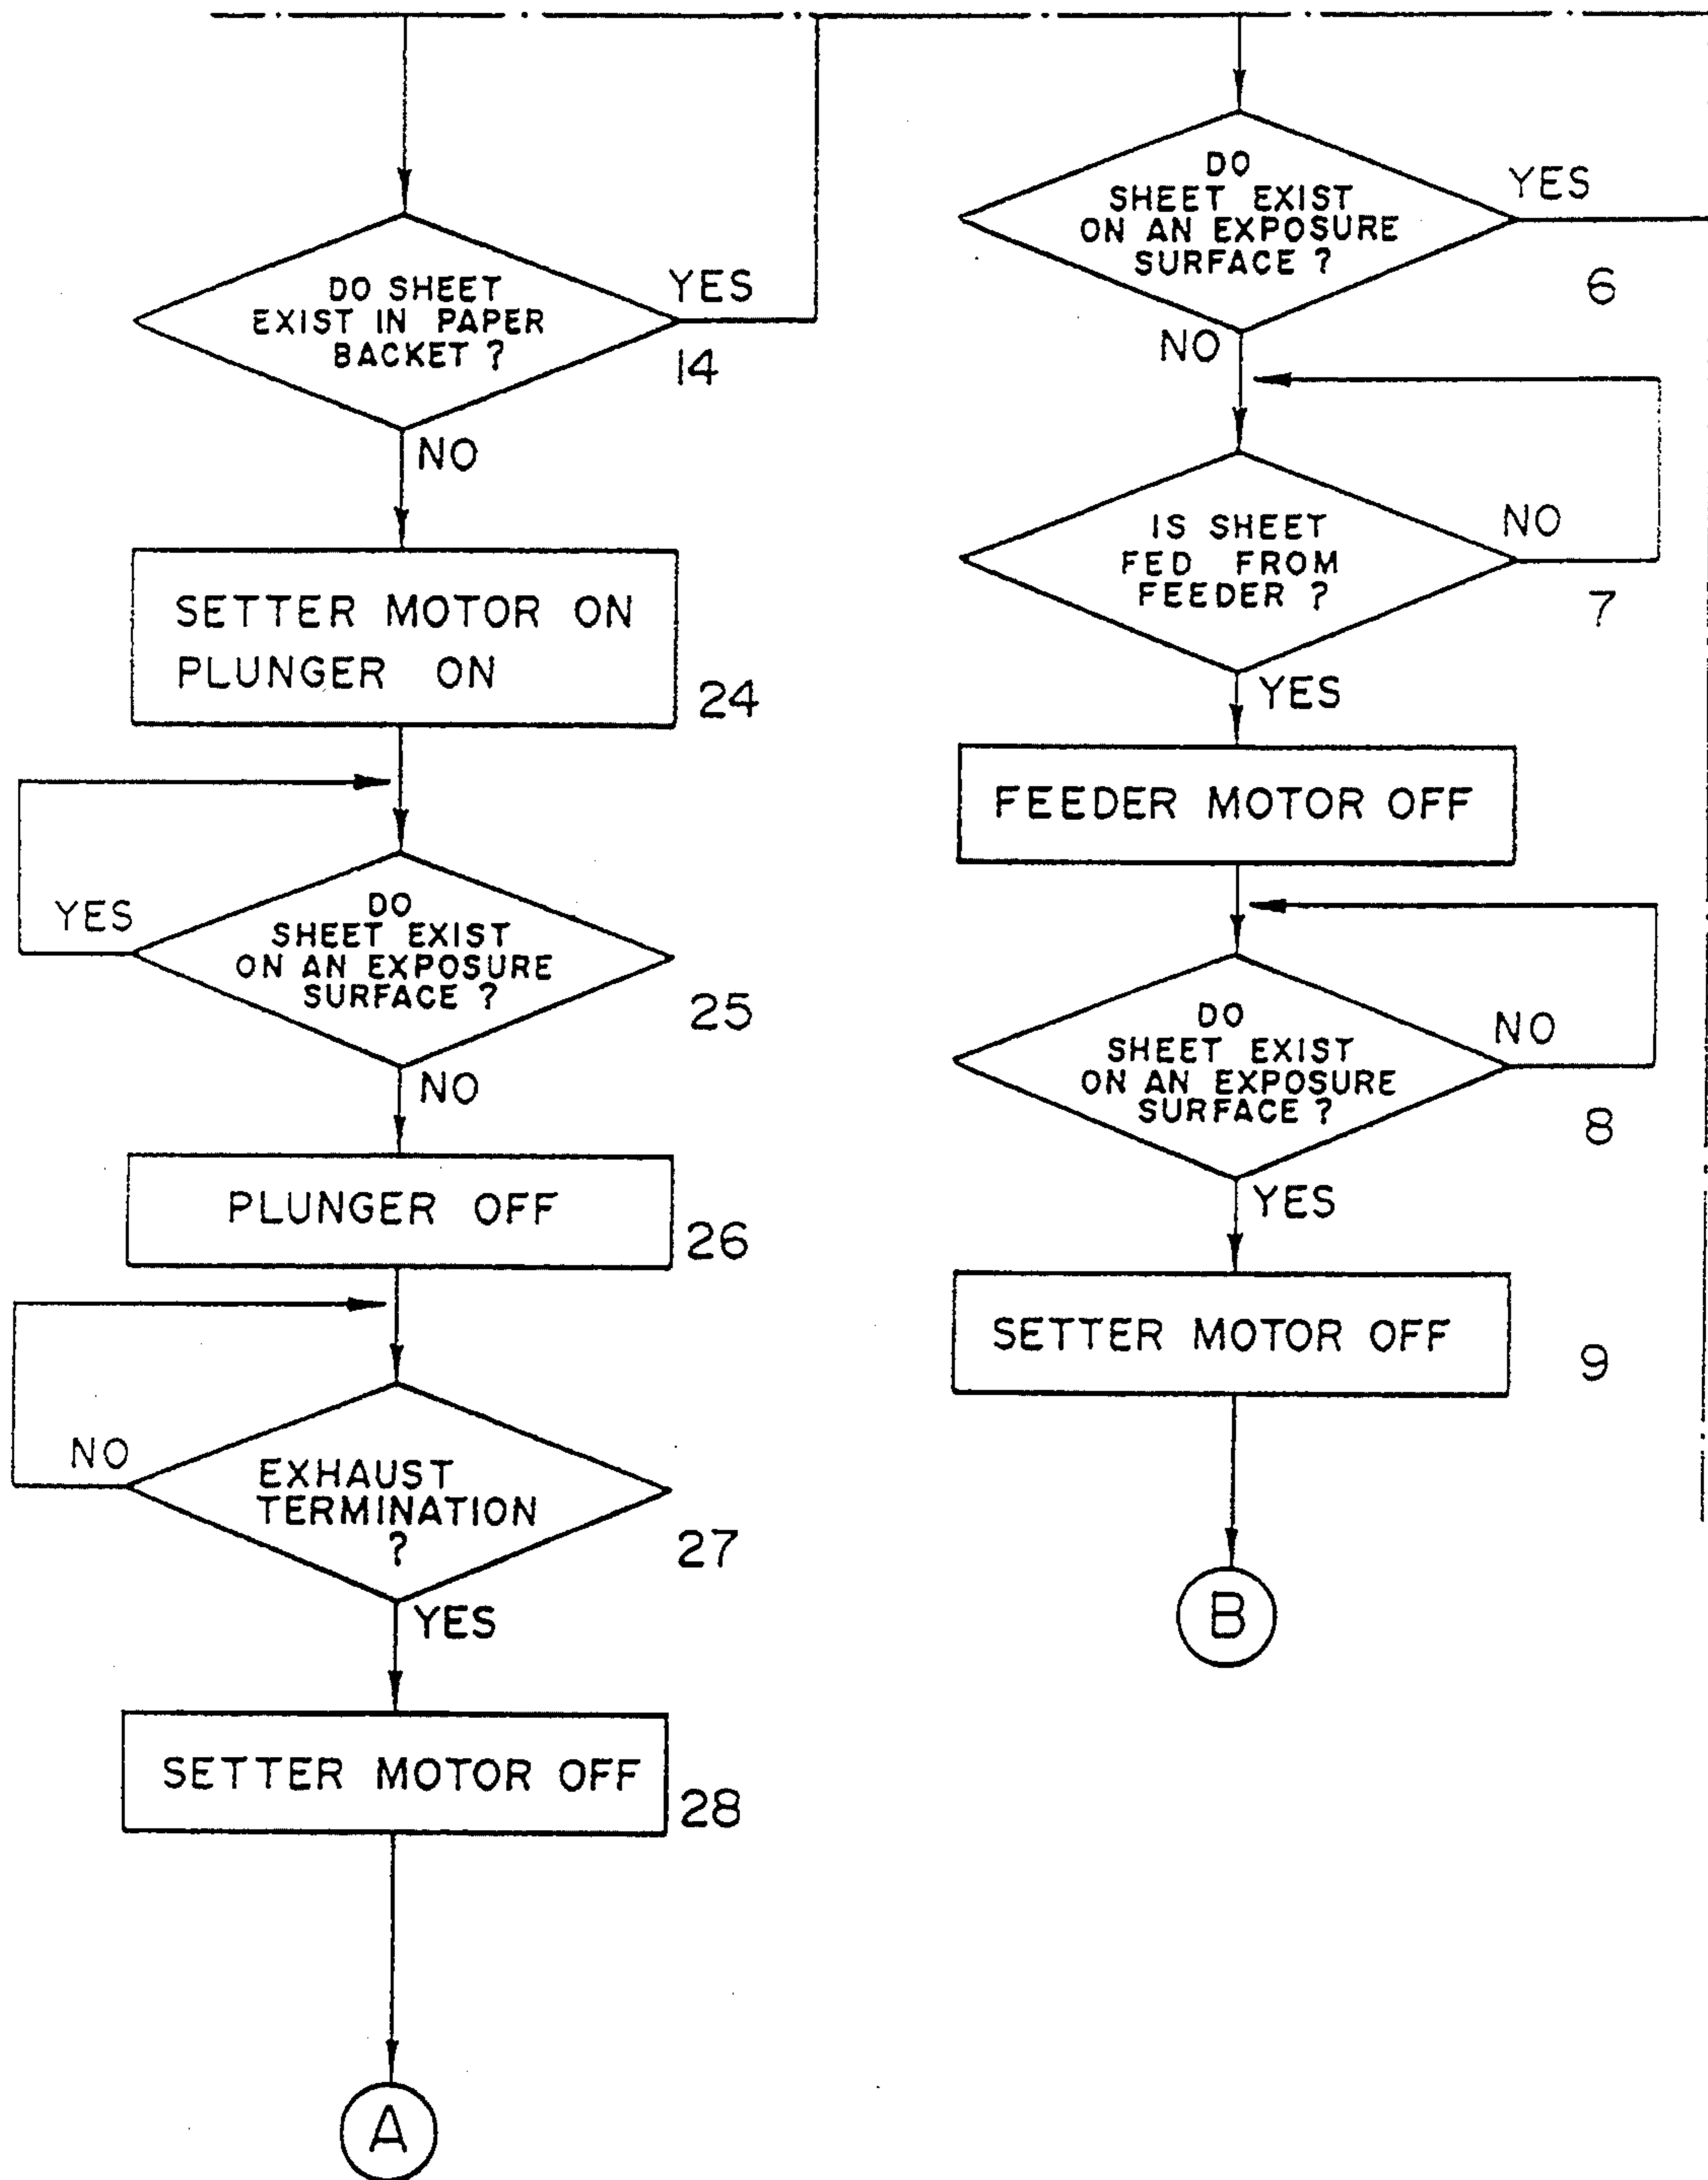 DO SHEET
EXIST IN PAPER
BACKET ?
YES
14
NO
SETTER MOTOR ON
PLUNGER ON
24
YES
DO
SHEET EXIST
ON AN EXPOSURE
SURFACE ?
25
NO
PLUNGER OFF
26
NO
EXHAUST
TERMINATION
?
27
YES
SETTER MOTOR OFF
28
A
DO
SHEET EXIST
ON AN EXPOSURE
SURFACE ?
YES
6
NO
IS SHEET
FED FROM
FEEDER ?
NO
7
YES
FEEDER MOTOR OFF
DO
SHEET EXIST
ON AN EXPOSURE
SURFACE ?
NO
8
YES
SETTER MOTOR OFF
9
B